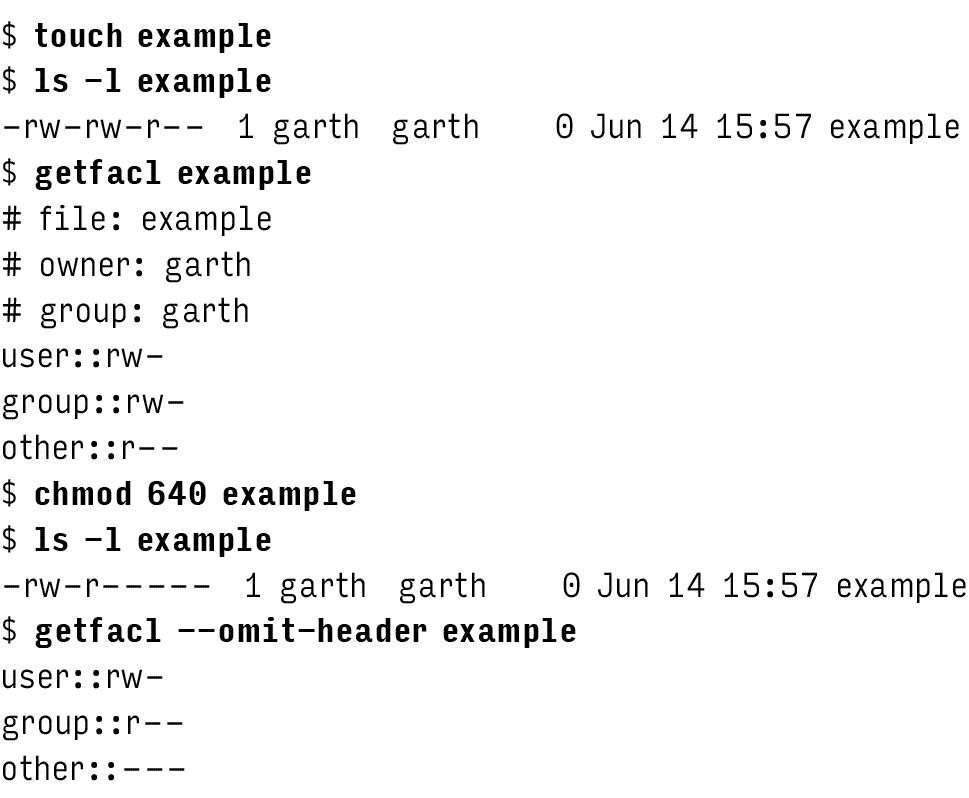 $ touch example
$ ls -l example
-rw-rw-r-- 1 garth garth 0 Jun 14 15:57 example
$ getfacl example
# file: example
# owner: garth
# group: garth
user::rw-
group::rw-
other::r--
$ chmod 640 example
$ ls -l example
-rw-r----- 1 garth garth 0 Jun 14 15:57 example
$ getfacl --omit-header example
user::rw-
group::r--
other::---